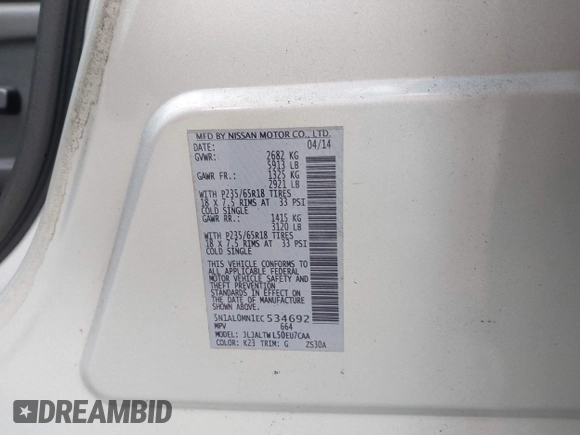 MFD BY NISSAN MOTOR CO., LTD.
DATE: 04/14
GVWR: 2682 KG
5913 LB
GAWR FR.: 1325 KG
2921 LB
WITH P235/65R18 TIRES
18 X 7.5 RIMS AT 33 PSI
COLD SINGLE
GAWR RR.: 1415 KG
3120 LB
WITH P235/65R18 TIRES
18 X 7.5 RIMS AT 33 PSI
COLD SINGLE
THIS VEHICLE CONFORMS TO
ALL APPLICABLE FEDERAL
MOTOR VEHICLE SAFETY AND
THEFT PREVENTION
STANDARDS IN EFFECT ON
THE DATE OF MANUFACTURE
SHOWN ABOVE.
5N1AL0MN1EC534692
MPV 664
MODEL: JLJALTWL50EU7CAA
COLOR: K23 TRIM: G ZS30A
DREAMBID